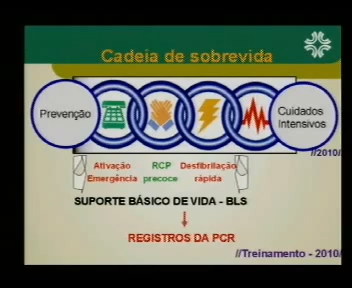 Cadeia de sobrevida
Prevenção
Cuidados
Intensivos
//2010/
Ativação
Emergência
RCP
precoce
Desfibrilação
rápida
SUPORTE BÁSICO DE VIDA - BLS
REGISTROS DA PCR
//Treinamento - 2010/